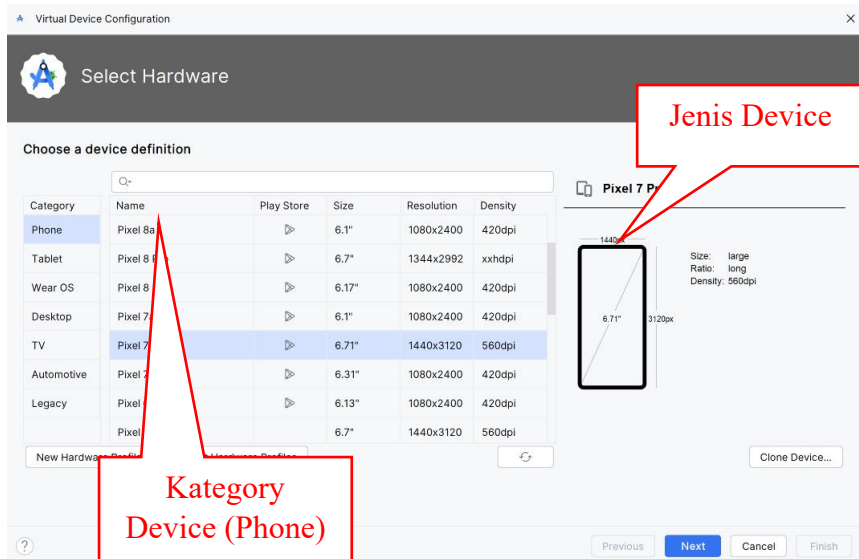 Virtual Device Configuration
Select Hardware
Jenis Device
Choose a device definition
Pixel 7
Category Name Play Store Size Resolution Density
Phone Pixel 8a 6.1" 1080x2400 420dpi
Tablet Pixel 8 6.7" 1344x2992 xxhdpi
Wear OS Pixel 8 6.17" 1080x2400 420dpi
Desktop Pixel 6.1" 1080x2400 420dpi
TV Pixel 7 6.71" 1440x3120 560dpi
Automotive Pixel 7 6.31" 1080x2400 420dpi
Legacy Pixel 6.13" 1080x2400 420dpi
Pixel 6.7" 1440x3120 560dpi
Size: large
Ratio: long
Density: 560dpi
6.71" 3120px
New Hardware
Clone Device...
Kategory
Device (Phone)
?
Previous Next Cancel Finish